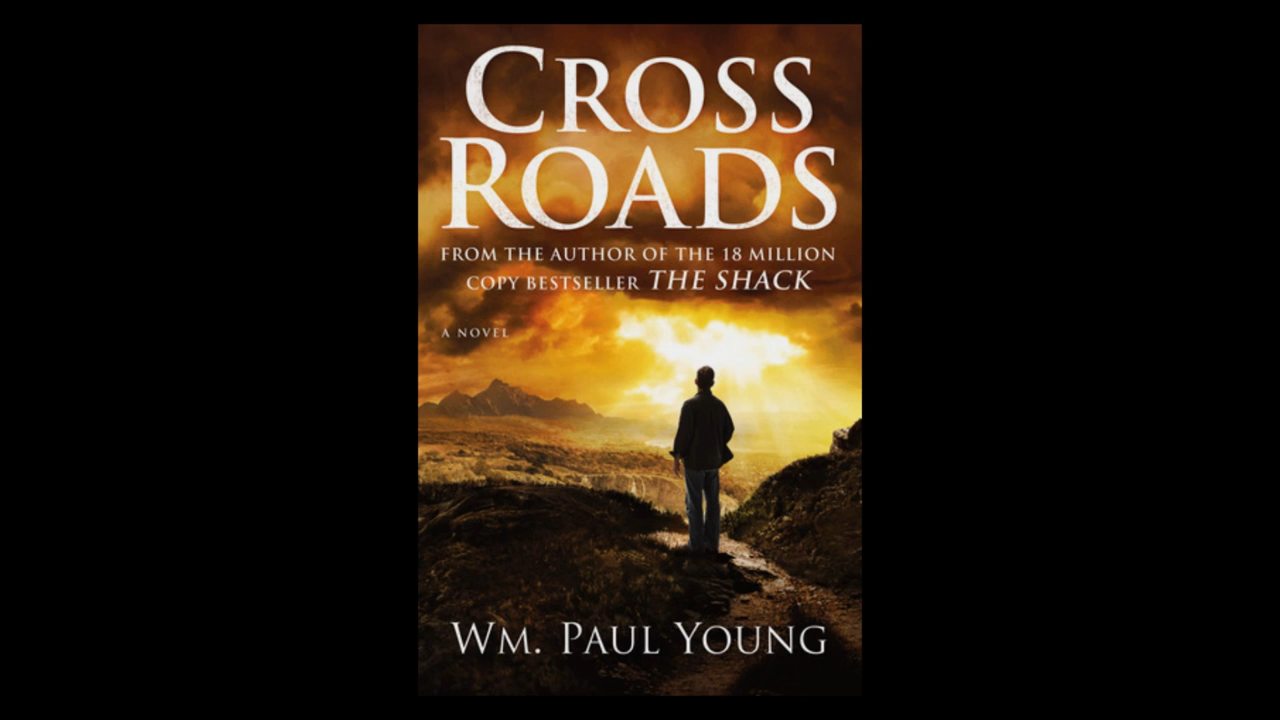 CROSS
ROADS
FROM THE AUTHOR OF THE 18 MILLION
COPY BESTSELLER THE SHACK
A NOVEL
WM. PAUL YOUNG